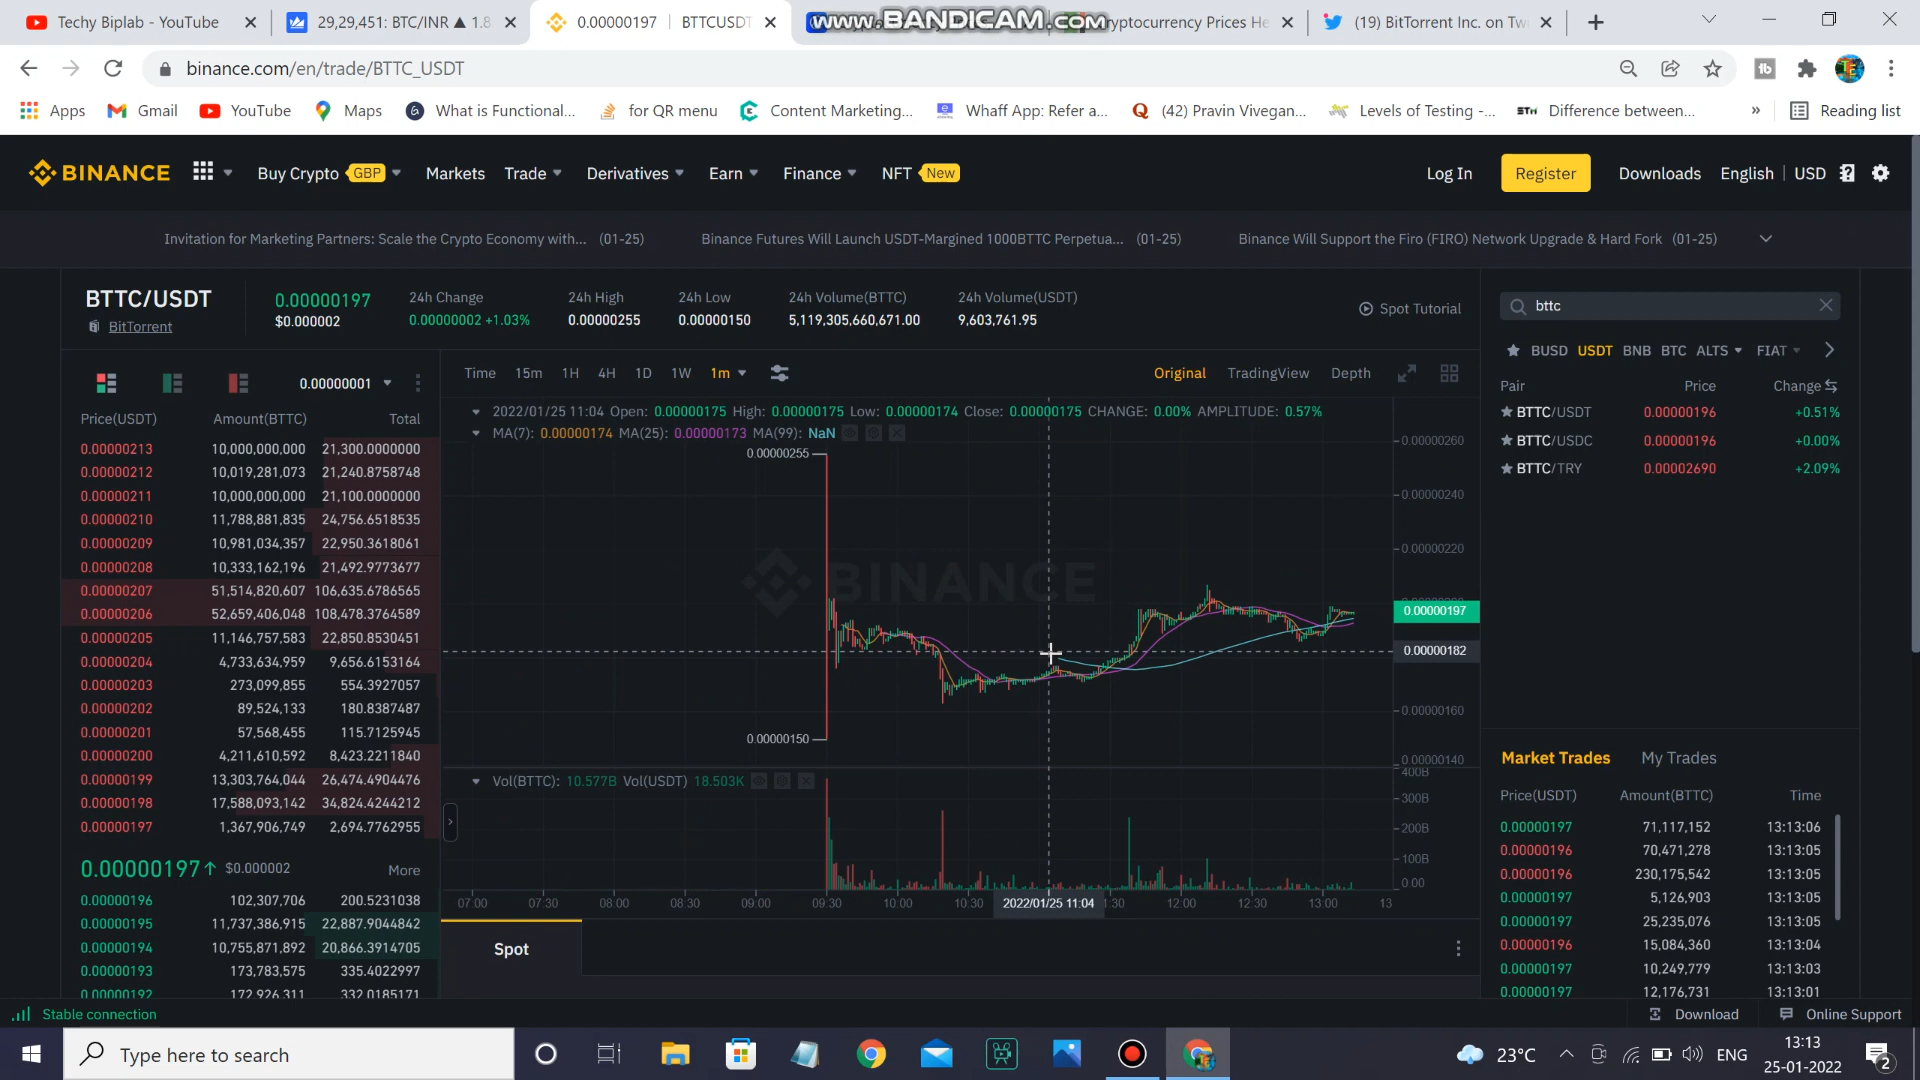 Techy Biplab - YouTube
29,29,451: BTC/INR ▲ 1.8
0.00000197 | BTTCUSDT
www.BANDICAM.com
ryptocurrency Prices He
(19) BitTorrent Inc. on Tw
binance.com/en/trade/BTTC_USDT
Apps
Gmail
YouTube
Maps
What is Functional...
for QR menu
Content Marketing...
Whaff App: Refer a...
(42) Pravin Vivegan...
Levels of Testing -...
Difference between...
»
Reading list
BINANCE
Buy Crypto GBP
Markets
Trade
Derivatives
Earn
Finance
NFT New
Log In
Register
Downloads
English
USD
Invitation for Marketing Partners: Scale the Crypto Economy with... (01-25)
Binance Futures Will Launch USDT-Margined 1000BTTC Perpetua... (01-25)
Binance Will Support the Firo (FIRO) Network Upgrade & Hard Fork (01-25)
BTTC/USDT
BitTorrent
0.00000197
$0.000002
24h Change
0.00000002 +1.03%
24h High
0.00000255
24h Low
0.00000150
24h Volume(BTTC)
5,119,305,660,671.00
24h Volume(USDT)
9,603,761.95
Spot Tutorial
0.00000001
Price(USDT) Amount(BTTC) Total
0.00000213 10,000,000,000 21,300.0000000
0.00000212 10,019,281,073 21,240.8758748
0.00000211 10,000,000,000 21,100.0000000
0.00000210 11,788,881,835 24,756.6518535
0.00000209 10,981,034,357 22,950.3618061
0.00000208 10,333,162,196 21,492.9773677
0.00000207 51,514,820,607 106,635.6786565
0.00000206 52,659,406,048 108,478.3764589
0.00000205 11,146,757,583 22,850.8530451
0.00000204 4,733,634,959 9,656.6153164
0.00000203 273,099,855 554.3927057
0.00000202 89,524,133 180.8387487
0.00000201 57,568,455 115.7125945
0.00000200 4,211,610,592 8,423.2211840
0.00000199 13,303,764,044 26,474.4904476
0.00000198 17,588,093,142 34,824.4244212
0.00000197 1,367,906,749 2,694.7762955
0.00000197↑ $0.000002 More
0.00000196 102,307,706 200.5231038
0.00000195 11,737,386,915 22,887.9044842
0.00000194 10,755,871,892 20,866.3914705
0.00000193 173,783,575 335.4022997
0.00000192 172,926,311 332.0185171
Time 15m 1H 4H 1D 1W 1m
Original TradingView Depth
2022/01/25 11:04 Open: 0.00000175 High: 0.00000175 Low: 0.00000174 Close: 0.00000175 CHANGE: 0.00% AMPLITUDE: 0.57%
MA(7): 0.00000174 MA(25): 0.00000173 MA(99): NaN
0.00000255
BINANCE
0.00000150
0.00000260
0.00000240
0.00000220
0.00000197
0.00000182
0.00000160
0.00000140
Vol(BTTC): 10.577B Vol(USDT) 18.503K
400B
300B
200B
100B
0.00
07:00 07:30 08:00 08:30 09:00 09:30 10:00 10:30 2022/01/25 11:04 :30 12:00 12:30 13:00 13
Spot
bttc
BUSD USDT BNB BTC ALTS FIAT
Pair Price Change
BTTC/USDT 0.00000196 +0.51%
BTTC/USDC 0.00000196 +0.00%
BTTC/TRY 0.00002690 +2.09%
Market Trades My Trades
Price(USDT) Amount(BTTC) Time
0.00000197 71,117,152 13:13:06
0.00000196 70,471,278 13:13:05
0.00000196 230,175,542 13:13:05
0.00000197 5,126,903 13:13:05
0.00000197 25,235,076 13:13:05
0.00000196 15,084,360 13:13:04
0.00000197 10,249,779 13:13:03
0.00000197 12,176,731 13:13:01
Stable connection
Download
Online Support
Type here to search
23°C
ENG
13:13
25-01-2022
2